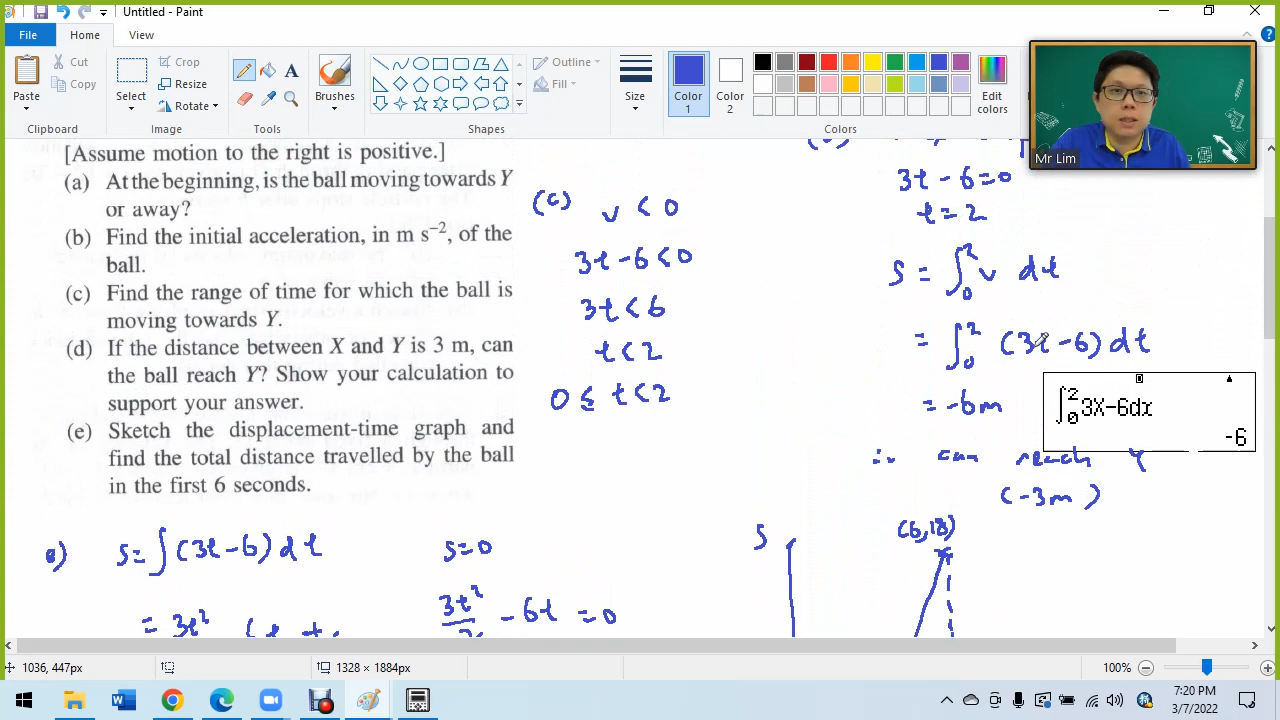 Untitled - Paint
File Home View
Paste Cut Copy Clipboard
Select Crop Resize Rotate Image
Tools
Brushes
Shapes
Outline Fill
Size
Color 1 Color 2
Colors
Edit colors
Mr Lim
[Assume motion to the right is positive.]
(a) At the beginning, is the ball moving towards Y
or away?
(b) Find the initial acceleration, in m s⁻², of the
ball.
(c) Find the range of time for which the ball is
moving towards Y.
(d) If the distance between X and Y is 3 m, can
the ball reach Y? Show your calculation to
support your answer.
(e) Sketch the displacement-time graph and
find the total distance travelled by the ball
in the first 6 seconds.
(c) v < 0
3t - 6 < 0
3t < 6
t < 2
0 ≤ t < 2
3t - 6 = 0
t = 2
s = ∫₀² v dt
= ∫₀² (3t - 6) dt
= -6m
∫₀² 3X-6dx
-6
∴ can reach Y
(-3m)
e) s = ∫(3t - 6) dt
s = 0
3t²/2 - 6t = 0
= 3t²
S
(6,18)
1036, 447px
1328 × 1884px
100%
7:20 PM
3/7/2022